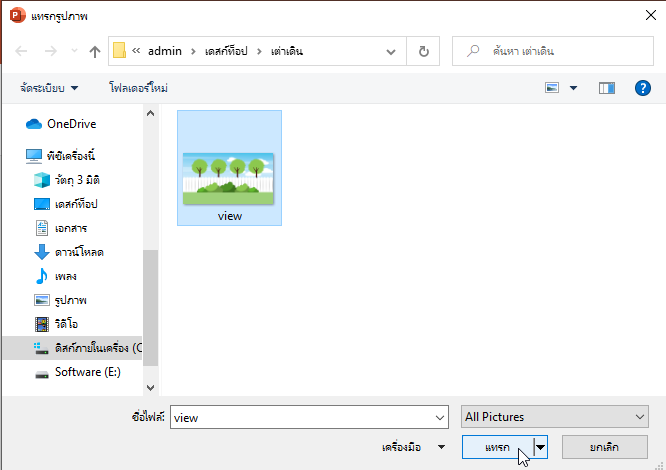 แทรกรูปภาพ
« admin › เดสก์ท็อป › เต่าเดิน
ค้นหา เต่าเดิน
จัดระเบียบ โฟลเดอร์ใหม่
OneDrive
พีซีเครื่องนี้
วัตถุ 3 มิติ
เดสก์ท็อป
เอกสาร
ดาวน์โหลด
เพลง
รูปภาพ
วิดีโอ
ดิสก์ภายในเครื่อง (C
Software (E:)
view
ชื่อไฟล์: view
All Pictures
เครื่องมือ แทรก ยกเลิก